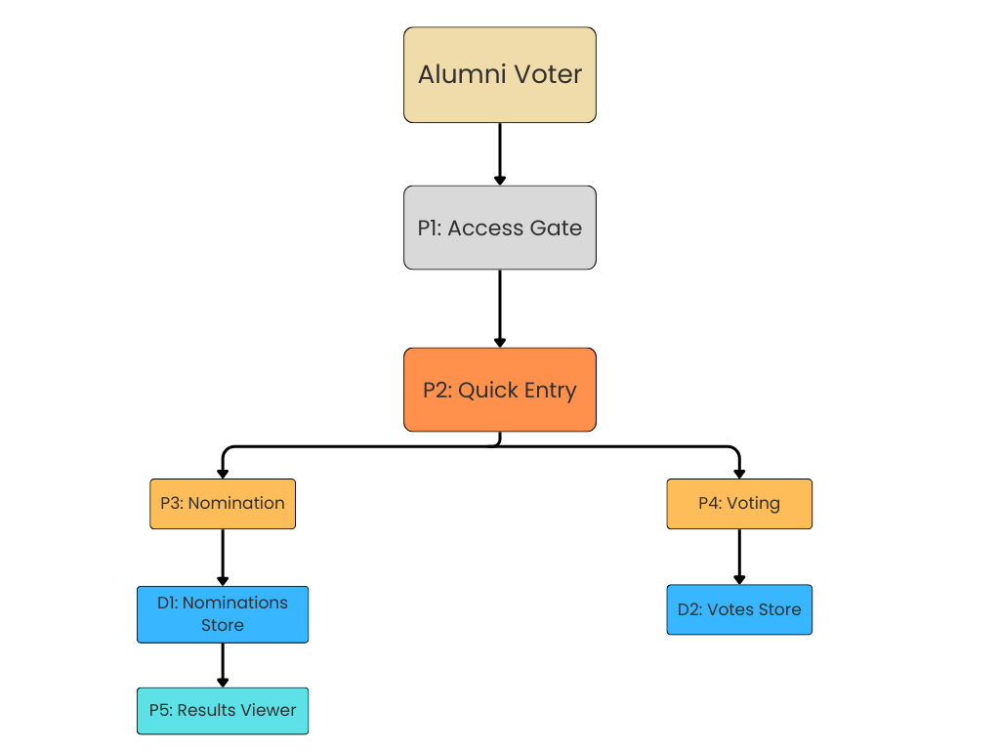 Alumni Voter
P1: Access Gate
P2: Quick Entry
P3: Nomination
P4: Voting
D1: Nominations
Store
D2: Votes Store
P5: Results Viewer